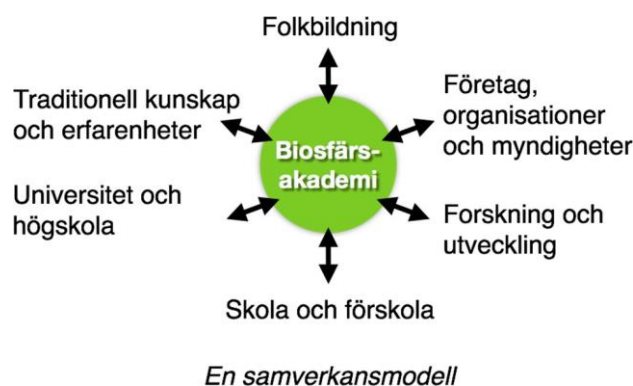 Folkbildning
Traditionell kunskap
och erfarenheter
Företag,
organisationer
och myndigheter
Biosfärs-
akademi
Universitet och
högskola
Forskning och
utveckling
Skola och förskola
En samverkansmodell